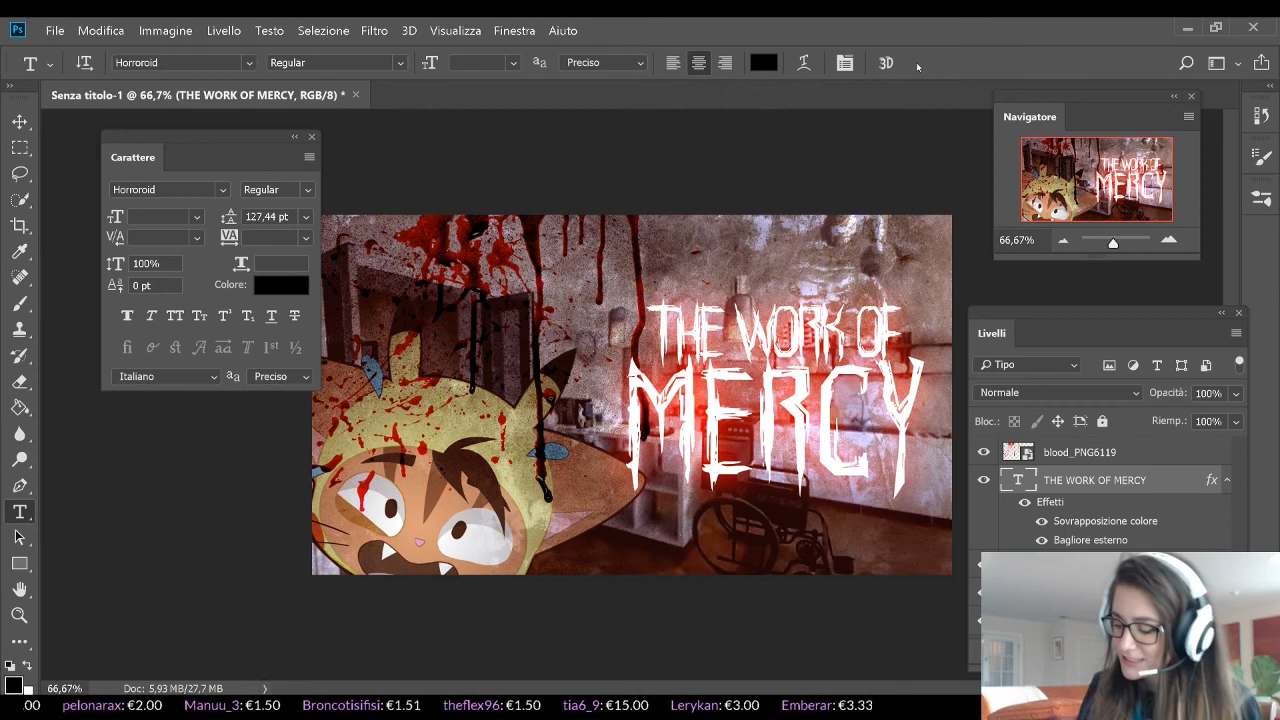 Ps File Modifica Immagine Livello Testo Selezione Filtro 3D Visualizza Finestra Aiuto
T Horroroid Regular Preciso 3D
Senza titolo-1 @ 66,7% (THE WORK OF MERCY, RGB/8) *
Carattere
Horroroid Regular
127,44 pt
100%
0 pt Colore:
Italiano Preciso
Navigatore
THE WORK OF
MERCY
66,67%
THE WORK OF
MERCY
Livelli
Tipo
Normale Opacità: 100%
Bloc.: Riemp.: 100%
blood_PNG6119
THE WORK OF MERCY fx
Effetti
Sovrapposizione colore
Bagliore esterno
66,67% Doc: 5,93 MB/27,7 MB
.00 pelonarax: €2.00 Manuu_3: €1.50 Broncotisifisi: €1.51 theflex96: €1.50 tia6_9: €15.00 Lerykan: €3.00 Emberar: €3.33